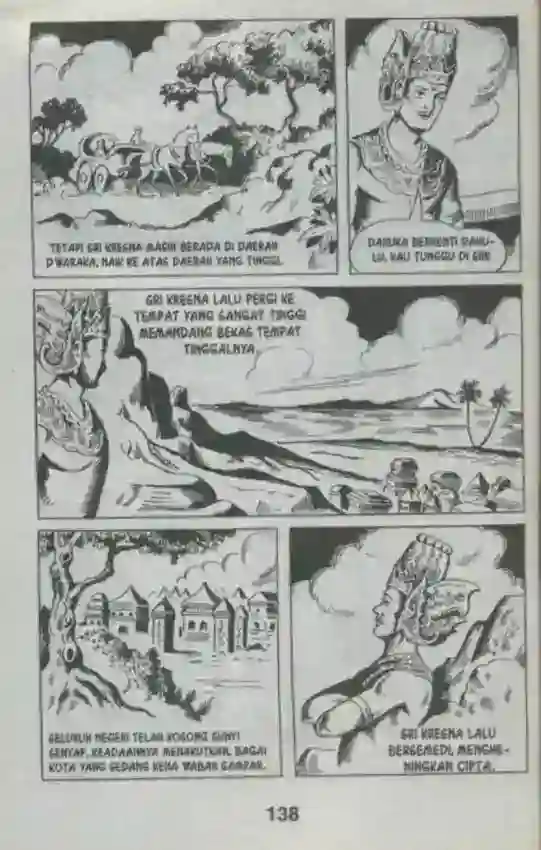 TETAPI SRI KRESNA MASIH BERADA DI DAERAH
DWARAKA, NAIK KE ATAS DAERAH YANG TINGGI.
DARUKA BERHENTI DAHU-
LU, KAU TUNGGU DI SINI
SRI KRESNA LALU PERGI KE
TEMPAT YANG SANGAT TINGGI
MEMANDANG BEKAS TEMPAT
TINGGALNYA.
SELURUH NEGERI TELAH KOSONG SUNYI
SENYAP, KEADAANNYA MENAKUTKAN, BAGAI
KOTA YANG SEDANG KENA WABAH SAMPAR.
SRI KRESNA LALU
BERSEMEDI, MENGHE-
NINGKAN CIPTA.
138